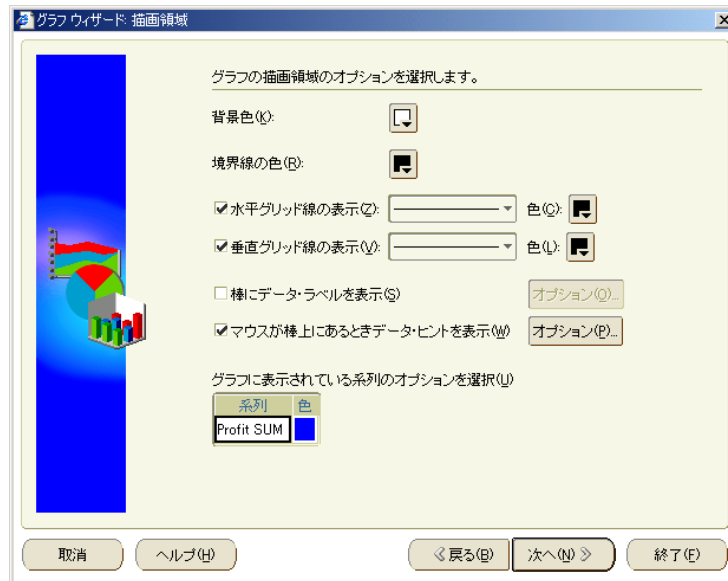 グラフ ウィザード: 描画領域
グラフの描画領域のオプションを選択します。
背景色(K):
境界線の色(R):
水平グリッド線の表示(Z): 色(C):
垂直グリッド線の表示(V): 色(L):
棒にデータ・ラベルを表示(S) オプション(O)...
マウスが棒上にあるときデータ・ヒントを表示(W) オプション(P)...
グラフに表示されている系列のオプションを選択(U)
系列 色
Profit SUM
取消 ヘルプ(H) 戻る(B) 次へ(N) 終了(F)